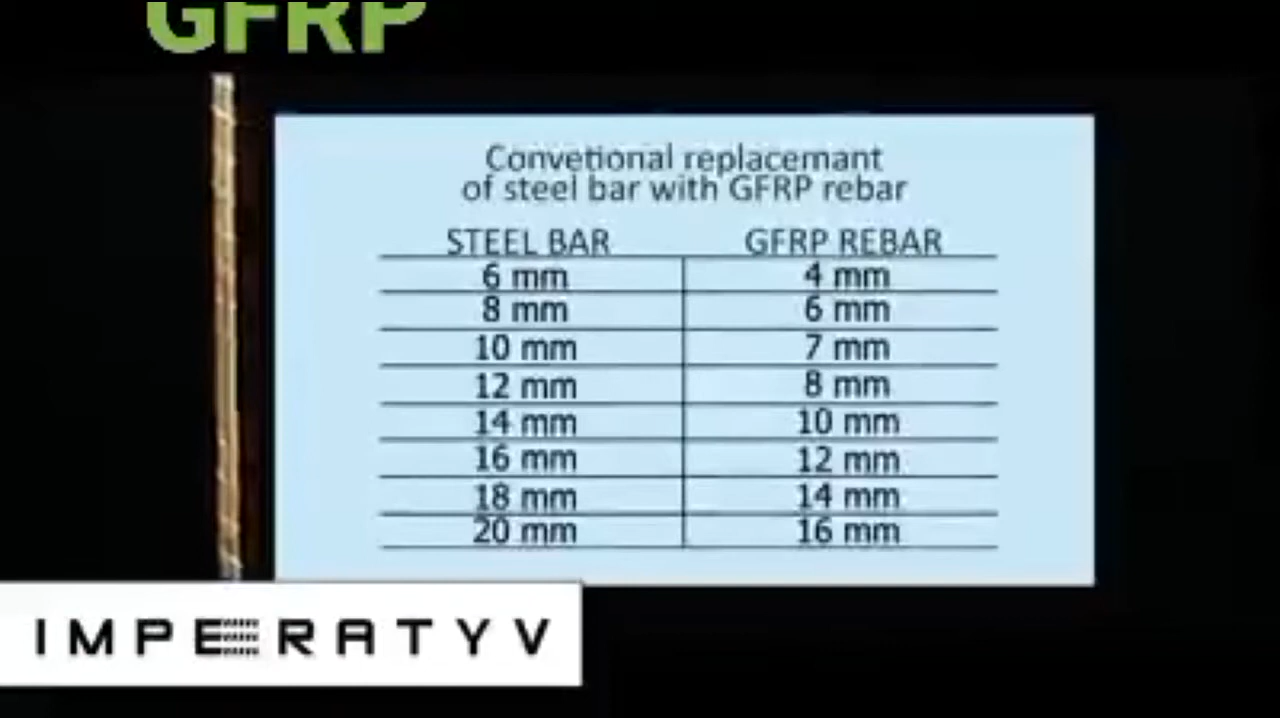 GFRP
Convetional replacemant
of steel bar with GFRP rebar
STEEL BAR GFRP REBAR
6 mm 4 mm
8 mm 6 mm
10 mm 7 mm
12 mm 8 mm
14 mm 10 mm
16 mm 12 mm
18 mm 14 mm
20 mm 16 mm
IMPERATYV